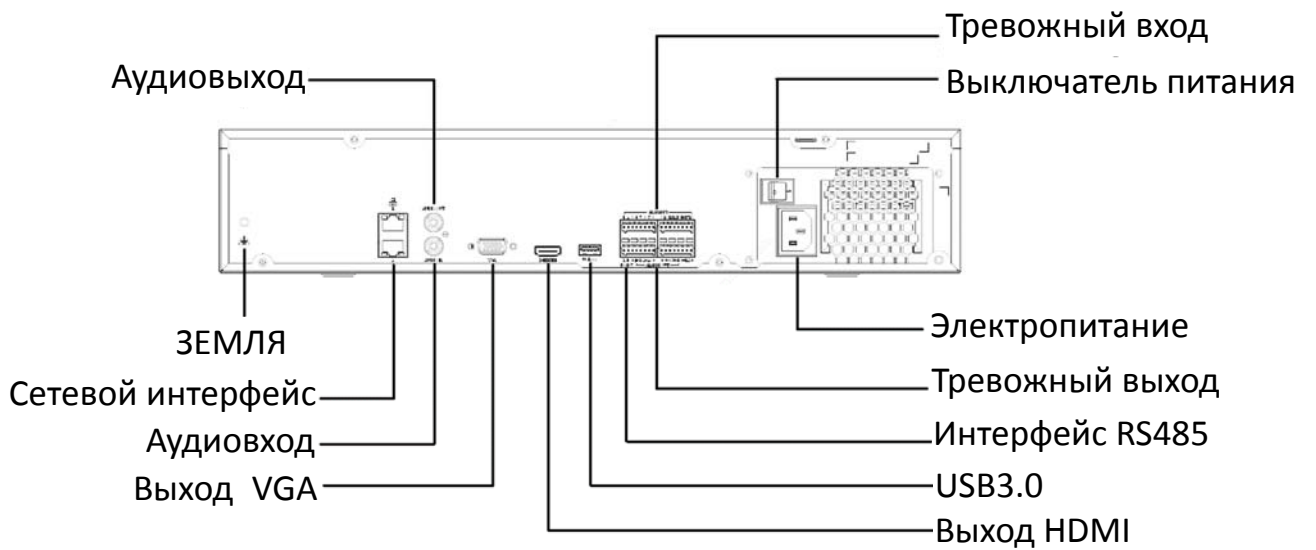 Тревожный вход
Аудиовыход
Выключатель питания
ЗЕМЛЯ
Электропитание
Сетевой интерфейс
Тревожный выход
Аудиовход
Интерфейс RS485
Выход VGA
USB3.0
Выход HDMI